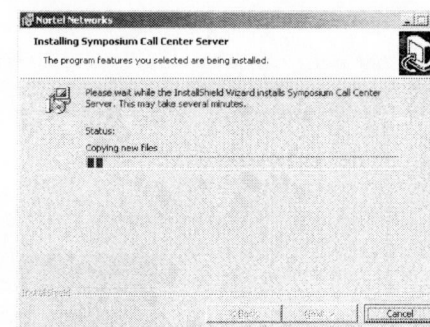 Nortel Networks
Installing Symposium Call Center Server
The program features you selected are being installed.
Please wait while the InstallShield Wizard installs Symposium Call Center
Server. This may take several minutes.
Status:
Copying new files
InstallShield
< Back
Next >
Cancel